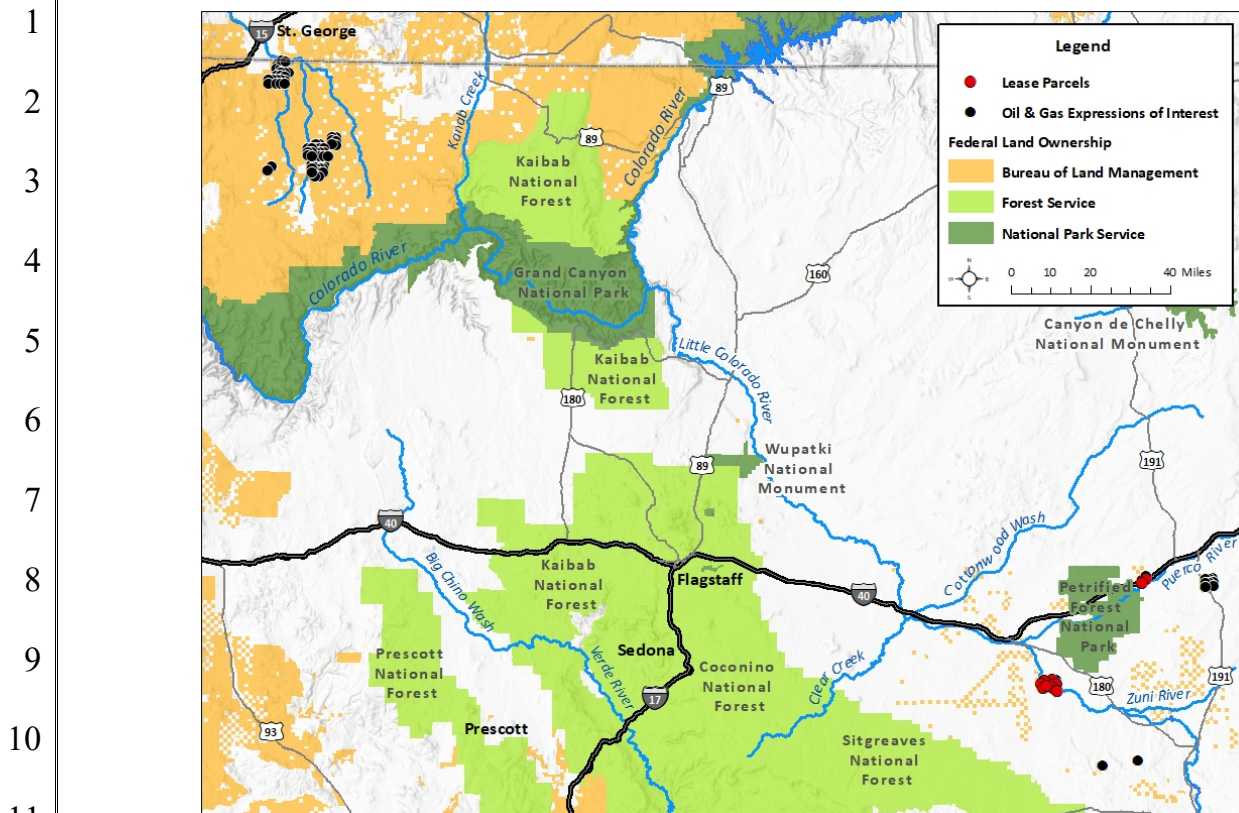 1
2
3
4
5
6
7
8
9
10
11
15
St. George
Kanab Creek
89
Colorado River
89
Kaibab
National
Forest
Legend
Lease Parcels
Oil & Gas Expressions of Interest
Federal Land Ownership
Bureau of Land Management
Forest Service
National Park Service
N
W
E
S
0
20
40 Miles
Colorado River
Grand Canyon
National Park
160
Canyon de Chelly
National Monument
Kaibab
National
Forest
Little Colorado River
180
89
Wupatki
National
Monument
191
40
Big Chino Wash
Kaibab
National
Forest
Flagstaff
40
Cottonwood Wash
Puerco River
Petrified
Forest
National
Park
Prescott
National
Forest
Sedona
Verde River
Coconino
National
Forest
Clear Creek
180
191
Zuni River
17
93
Prescott
Sitgreaves
National
Forest